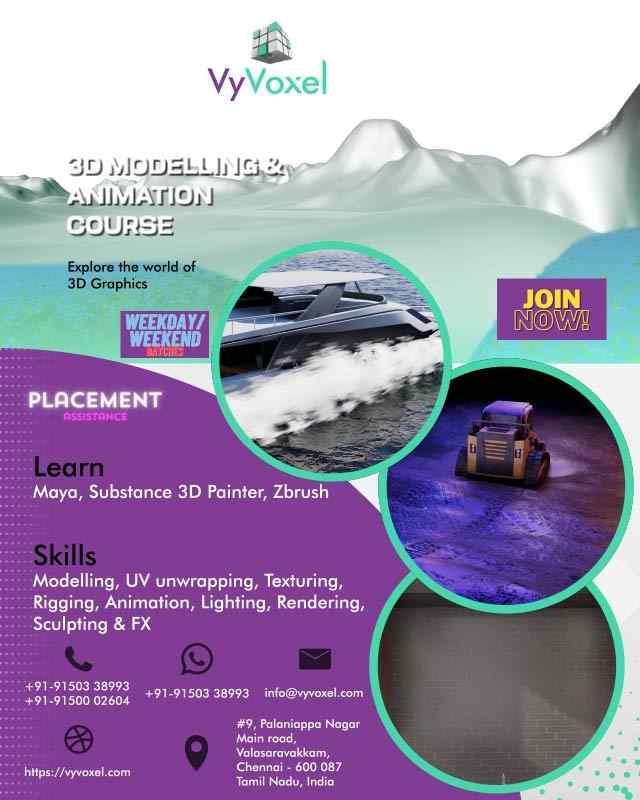 VyVoxel
3D MODELLING &
ANIMATION
COURSE
Explore the world of
3D Graphics
JOIN
NOW!
WEEKDAY/
WEEKEND
BATCHES
PLACEMENT
ASSISTANCE
Learn
Maya, Substance 3D Painter, Zbrush
Skills
Modelling, UV unwrapping, Texturing,
Rigging, Animation, Lighting, Rendering,
Sculpting & FX
+91-91503 38993
+91-91500 02604
+91-91503 38993
info@vyvoxel.com
https://vyvoxel.com
#9, Palaniappa Nagar
Main road,
Valasaravakkam,
Chennai - 600 087
Tamil Nadu, India